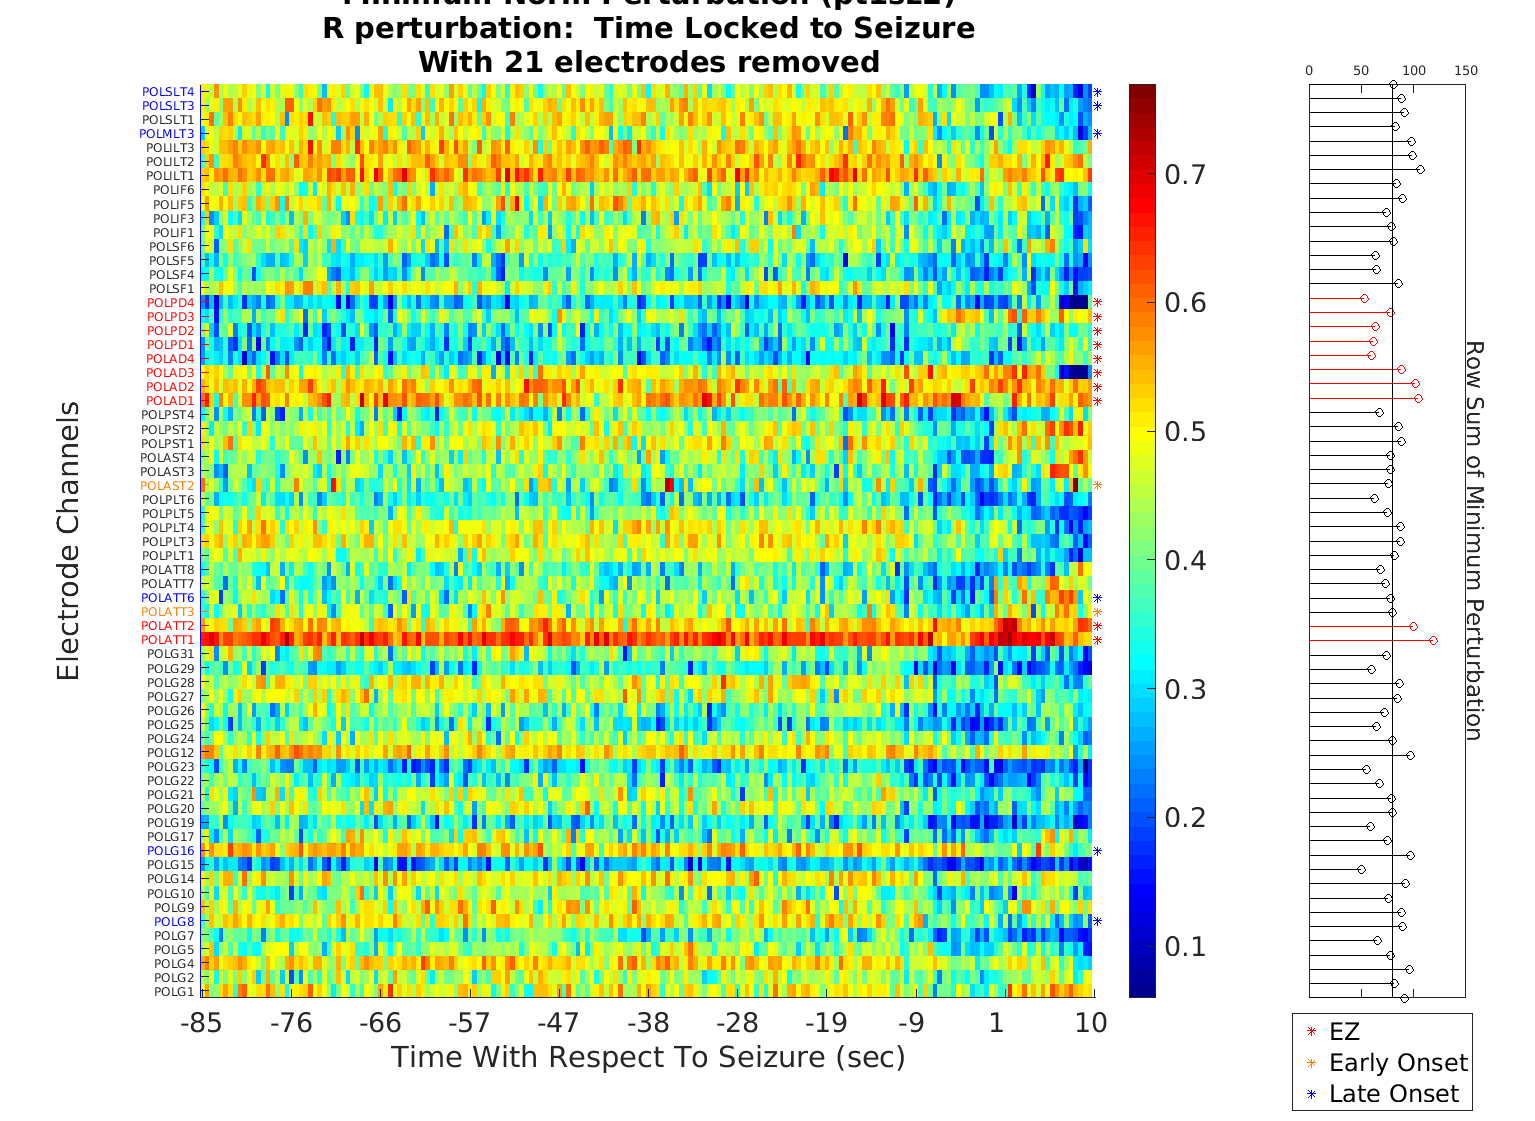 Minimum Norm Perturbation (pt1sz2)
R perturbation:  Time Locked to Seizure
With 21 electrodes removed
POLSLT4
POLSLT3
POLSLT1
POLMLT3
POLILT3
POLILT2
POLILT1
POLIF6
POLIF5
POLIF3
POLIF1
POLSF6
POLSF5
POLSF4
POLSF1
POLPD4
POLPD3
POLPD2
POLPD1
POLAD4
POLAD3
POLAD2
POLAD1
POLPST4
POLPST2
POLPST1
POLAST4
POLAST3
POLAST2
POLPLT6
POLPLT5
POLPLT4
POLPLT3
POLPLT1
POLATT8
POLATT7
POLATT6
POLATT3
POLATT2
POLATT1
POLG31
POLG29
POLG28
POLG27
POLG26
POLG25
POLG24
POLG12
POLG23
POLG22
POLG21
POLG20
POLG19
POLG17
POLG16
POLG15
POLG14
POLG10
POLG9
POLG8
POLG7
POLG5
POLG4
POLG2
POLG1
Electrode Channels
-85 -76 -66 -57 -47 -38 -28 -19 -9 1 10
Time With Respect To Seizure (sec)
0.7
0.6
0.5
0.4
0.3
0.2
0.1
0 50 100 150
Row Sum of Minimum Perturbation
EZ
Early Onset
Late Onset